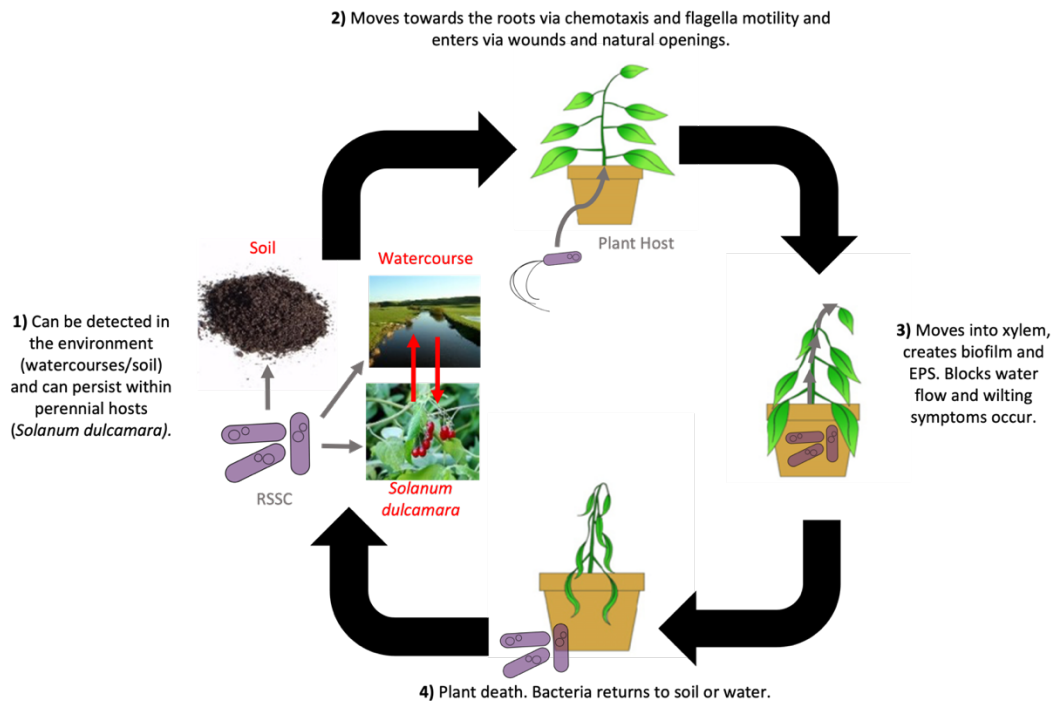 2) Moves towards the roots via chemotaxis and flagella motility and
enters via wounds and natural openings.
Plant Host
Soil
Watercourse
1) Can be detected in
the environment
(watercourses/soil)
and can persist within
perennial hosts
(Solanum dulcamara).
RSSC
Solanum
dulcamara
3) Moves into xylem,
creates biofilm and
EPS. Blocks water
flow and wilting
symptoms occur.
4) Plant death. Bacteria returns to soil or water.